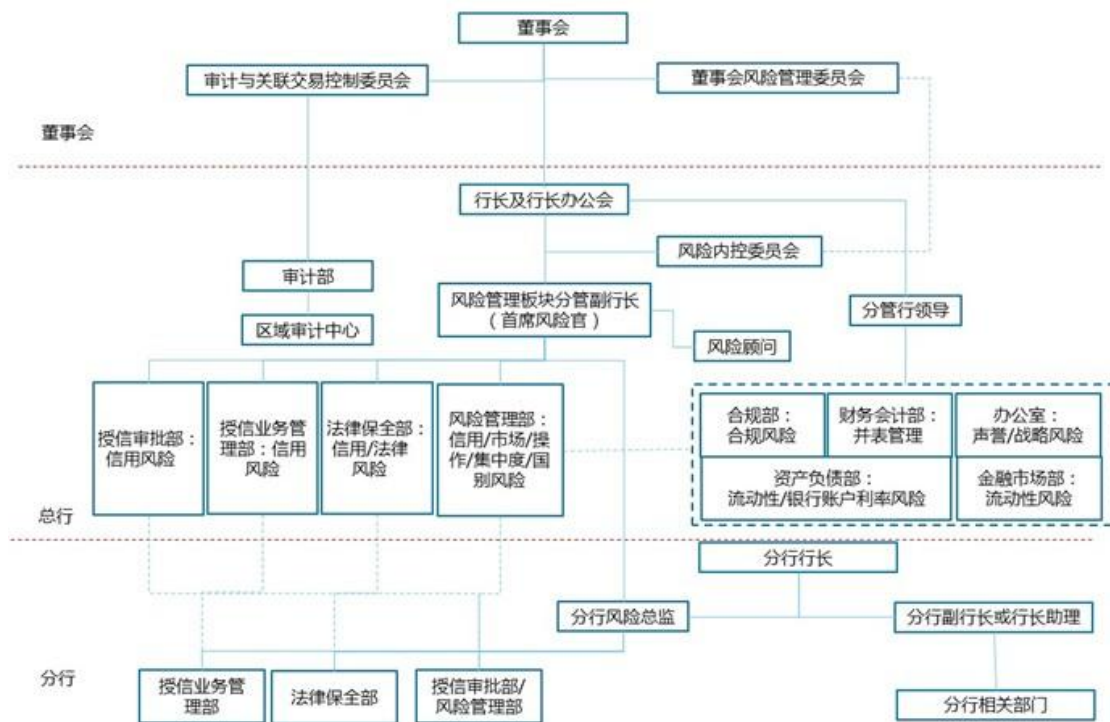 董事会
审计与关联交易控制委员会
董事会风险管理委员会
董事会
行长及行长办公会
风险内控委员会
审计部
风险管理板块分管副行长
（首席风险官）
分管行领导
区域审计中心
风险顾问
授信审批部：
信用风险
授信业务管
理部：信用
风险
法律保全部：
信用/法律
风险
风险管理部：
信用/市场/操
作/集中度/国
别风险
合规部：
合规风险
财务会计部：
并表管理
办公室：
声誉/战略风险
资产负债部：
流动性/银行账户利率风险
金融市场部：
流动性风险
总行
分行行长
分行风险总监
分行副行长或行长助理
分行
授信业务管
理部
法律保全部
授信审批部/
风险管理部
分行相关部门